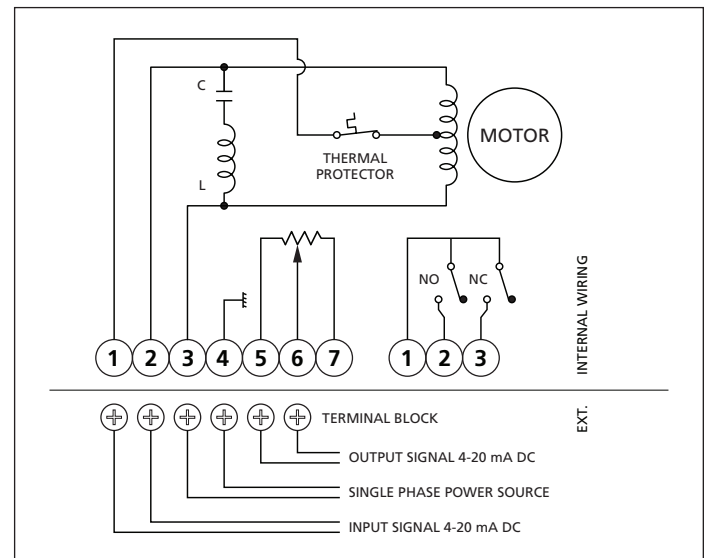 C
L
THERMAL
PROTECTOR
MOTOR
NO NC
1 2 3 4 5 6 7 1 2 3
INTERNAL WIRING
EXT.
TERMINAL BLOCK
OUTPUT SIGNAL 4-20 mA DC
SINGLE PHASE POWER SOURCE
INPUT SIGNAL 4-20 mA DC